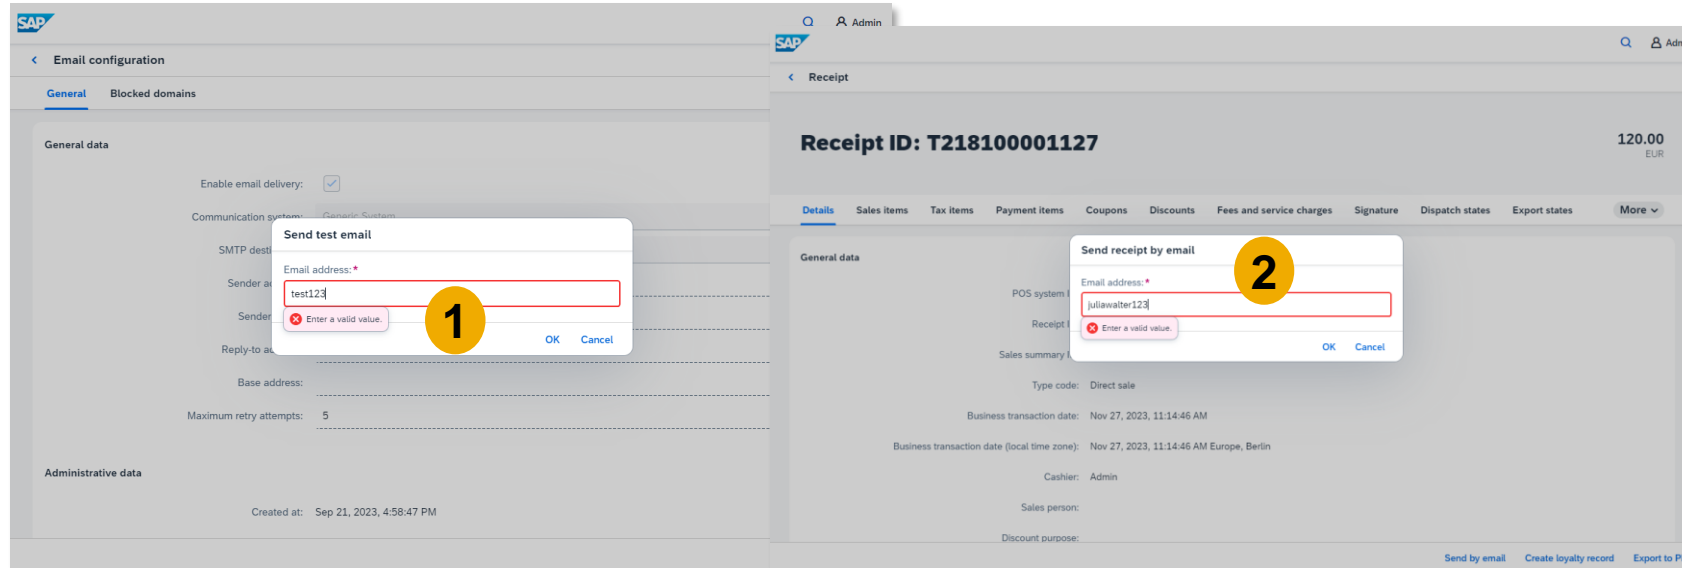 SAP
Admin
Email configuration
General Blocked domains
General data
Enable email delivery:
Communication system: Generic System
SMTP desti
Sender a
Sender
Reply-to a
Base address:
Maximum retry attempts: 5
Administrative data
Created at: Sep 21, 2023, 4:58:47 PM
Send test email
Email address:*
test123
Enter a valid value.
1
OK Cancel
SAP
Adm
Receipt
Receipt ID: T218100001127
120.00
EUR
Details Sales items Tax items Payment items Coupons Discounts Fees and service charges Signature Dispatch states Export states More
General data
POS system I
Receipt I
Sales summary I
Type code: Direct sale
Business transaction date: Nov 27, 2023, 11:14:46 AM
Business transaction date (local time zone): Nov 27, 2023, 11:14:46 AM Europe, Berlin
Cashier: Admin
Sales person:
Discount purpose:
Send receipt by email
2
Email address:*
juliawalter123
Enter a valid value.
OK Cancel
Send by email Create loyalty record Export to P